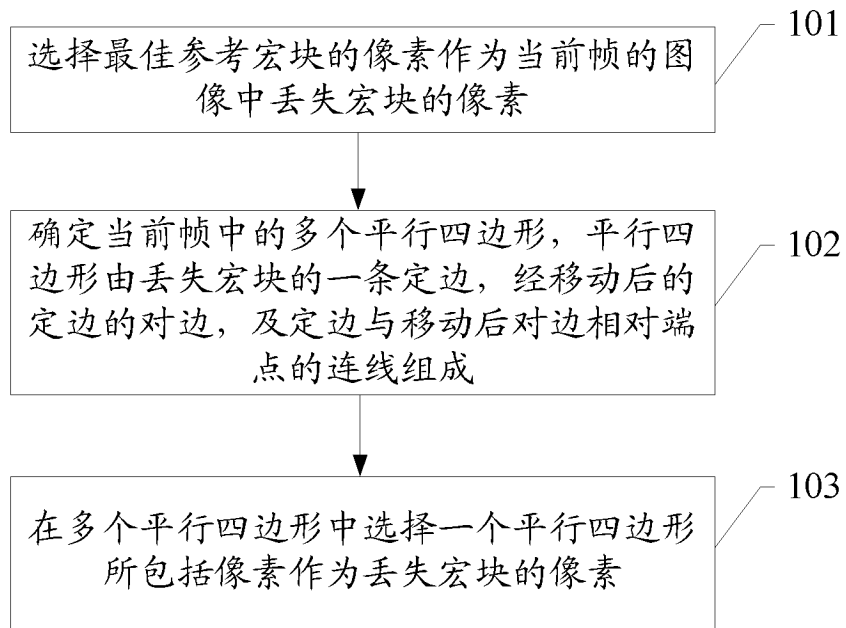 选择最佳参考宏块的像素作为当前帧的图
像中丢失宏块的像素
101
确定当前帧中的多个平行四边形，平行四
边形由丢失宏块的一条定边，经移动后的
定边的对边，及定边与移动后对边相对端
点的连线组成
102
在多个平行四边形中选择一个平行四边形
所包括像素作为丢失宏块的像素
103